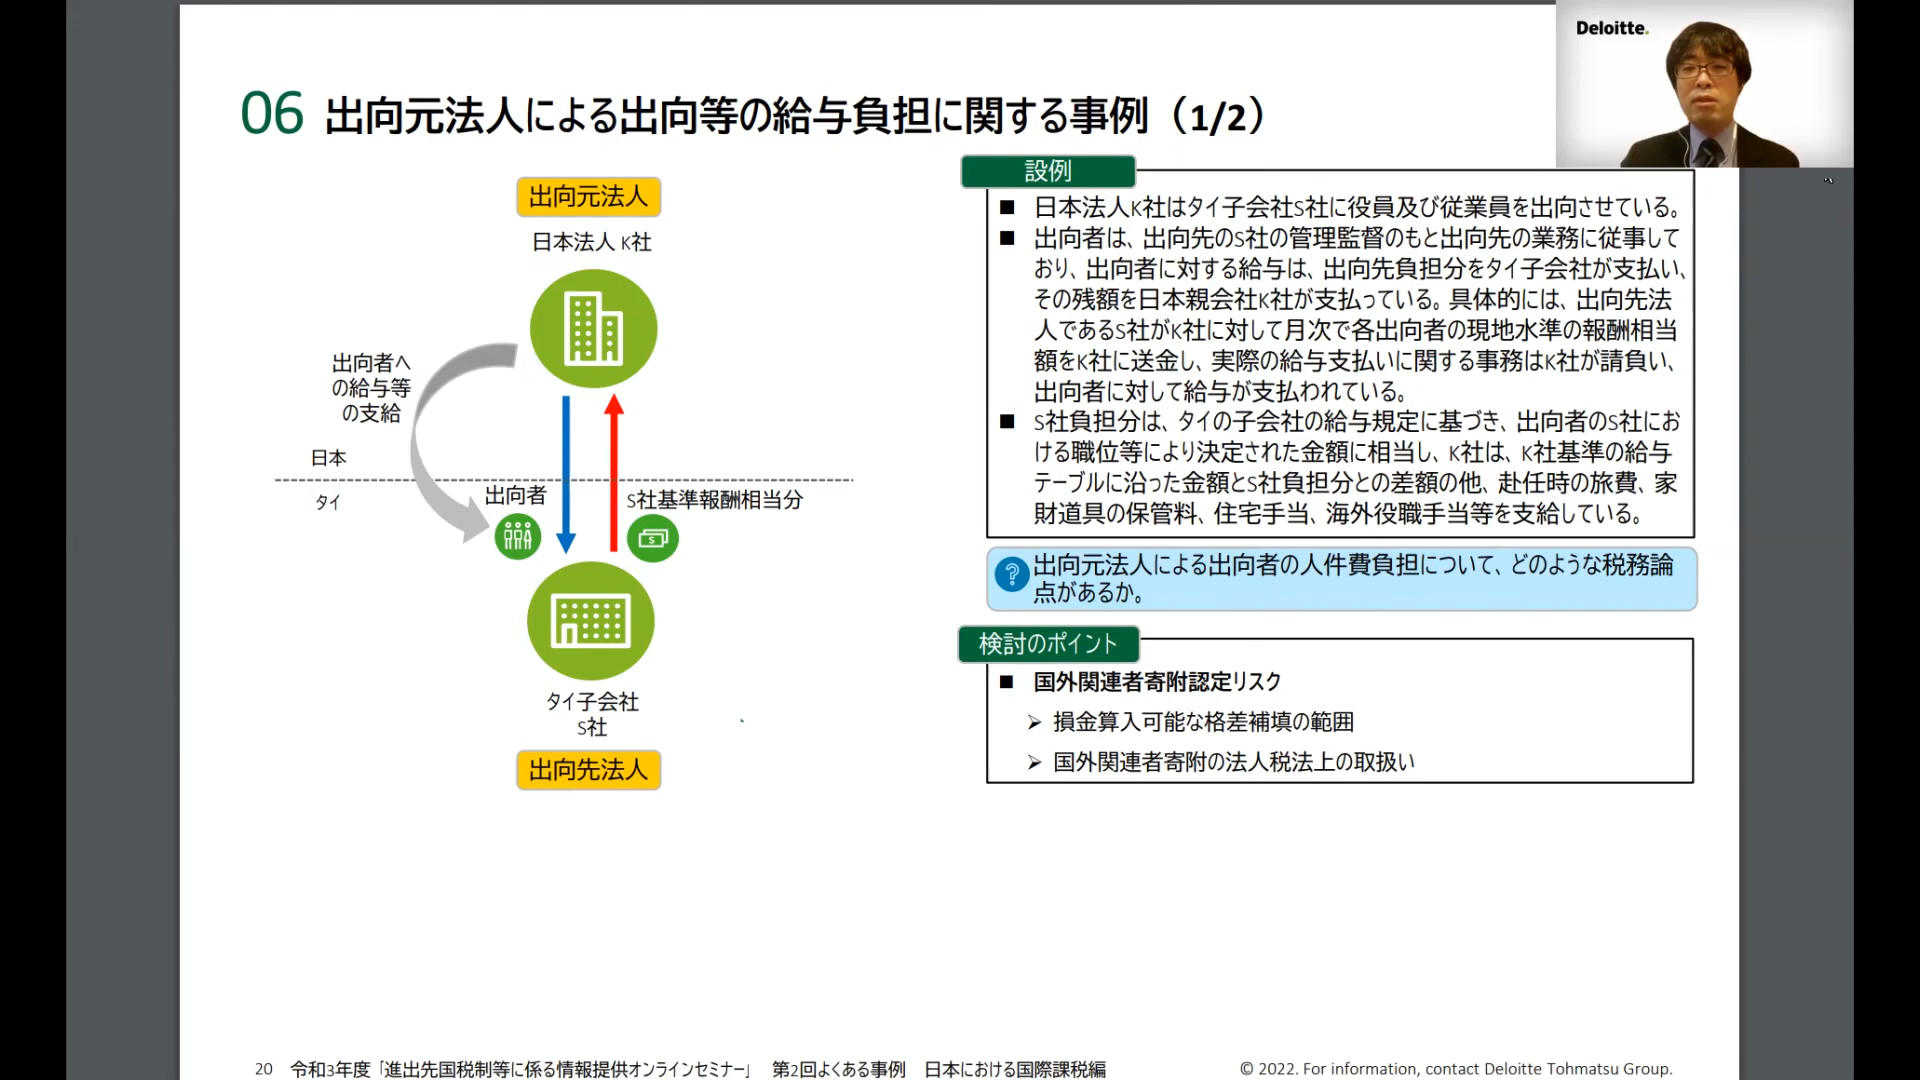 Deloitte.
06 出向元法人による出向等の給与負担に関する事例（1/2）
出向元法人
日本法人 K社
出向者へ
の給与等
の支給
日本
タイ
出向者
S社基準報酬相当分
タイ子会社
S社
出向先法人
設例
■ 日本法人K社はタイ子会社S社に役員及び従業員を出向させている。
■ 出向者は、出向先のS社の管理監督のもと出向先の業務に従事して
おり、出向者に対する給与は、出向先負担分をタイ子会社が支払い、
その残額を日本親会社K社が支払っている。具体的には、出向先法
人であるS社がK社に対して月次で各出向者の現地水準の報酬相当
額をK社に送金し、実際の給与支払いに関する事務はK社が請負い、
出向者に対して給与が支払われている。
■ S社負担分は、タイの子会社の給与規定に基づき、出向者のS社にお
ける職位等により決定された金額に相当し、K社は、K社基準の給与
テーブルに沿った金額とS社負担分との差額の他、赴任時の旅費、家
財道具の保管料、住宅手当、海外役職手当等を支給している。
? 出向元法人による出向者の人件費負担について、どのような税務論
点があるか。
検討のポイント
■ 国外関連者寄附認定リスク
➢ 損金算入可能な格差補填の範囲
➢ 国外関連者寄附の法人税法上の取扱い
20 令和3年度「進出先国税制等に係る情報提供オンラインセミナー」 第2回よくある事例 日本における国際課税編
© 2022. For information, contact Deloitte Tohmatsu Group.